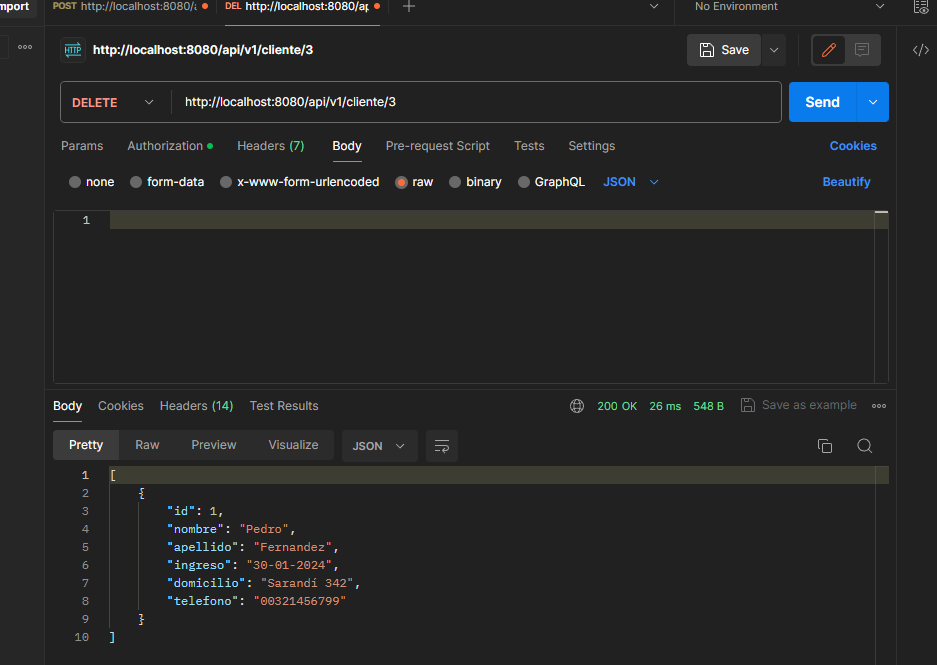 mport POST http://localhost:8080/a DEL http://localhost:8080/ap No Environment
HTTP http://localhost:8080/api/v1/cliente/3 Save
DELETE http://localhost:8080/api/v1/cliente/3 Send
Params Authorization Headers (7) Body Pre-request Script Tests Settings Cookies
none form-data x-www-form-urlencoded raw binary GraphQL JSON Beautify
1
Body Cookies Headers (14) Test Results 200 OK 26 ms 548 B Save as example
Pretty Raw Preview Visualize JSON
1 [
2 {
3 "id": 1,
4 "nombre": "Pedro",
5 "apellido": "Fernandez",
6 "ingreso": "30-01-2024",
7 "domicilio": "Sarandí 342",
8 "telefono": "00321456799"
9 }
10 ]